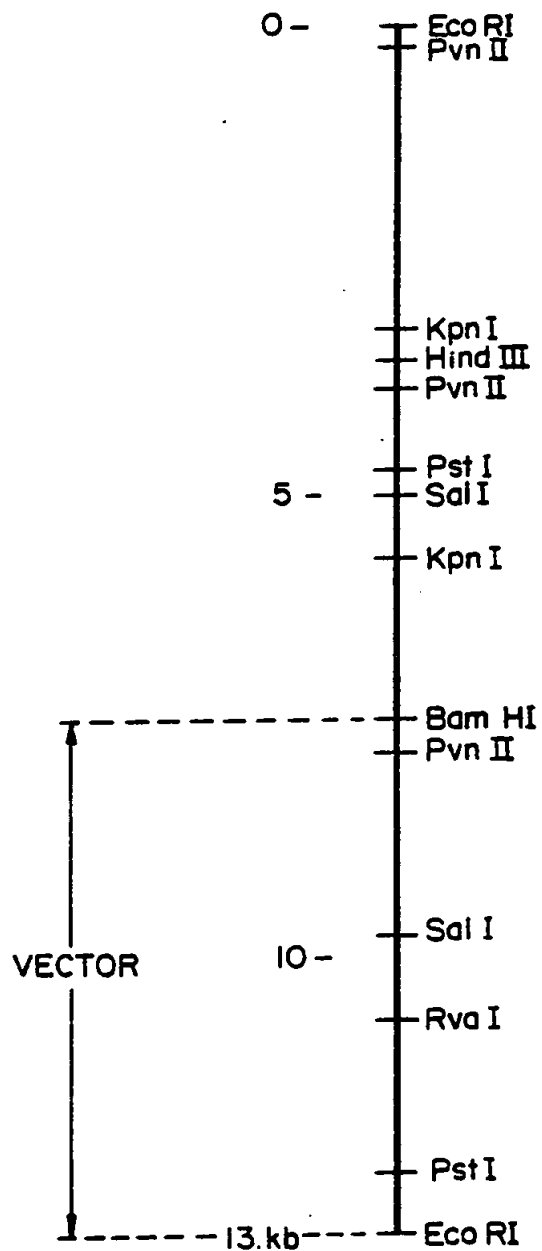 0 – Eco RI
Pvn II
Kpn I
Hind III
Pvn II
Pst I
5 – Sal I
Kpn I
Bam HI
Pvn II
Sal I
VECTOR 10 –
Rva I
Pst I
13.kb Eco RI